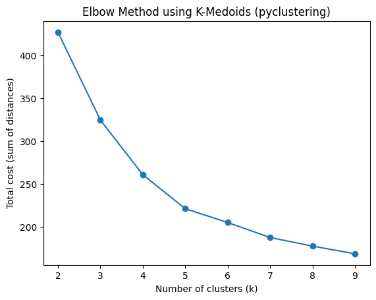 Elbow Method using K-Medoids (pyclustering)
Total cost (sum of distances)
400
350
300
250
200
2 3 4 5 6 7 8 9
Number of clusters (k)